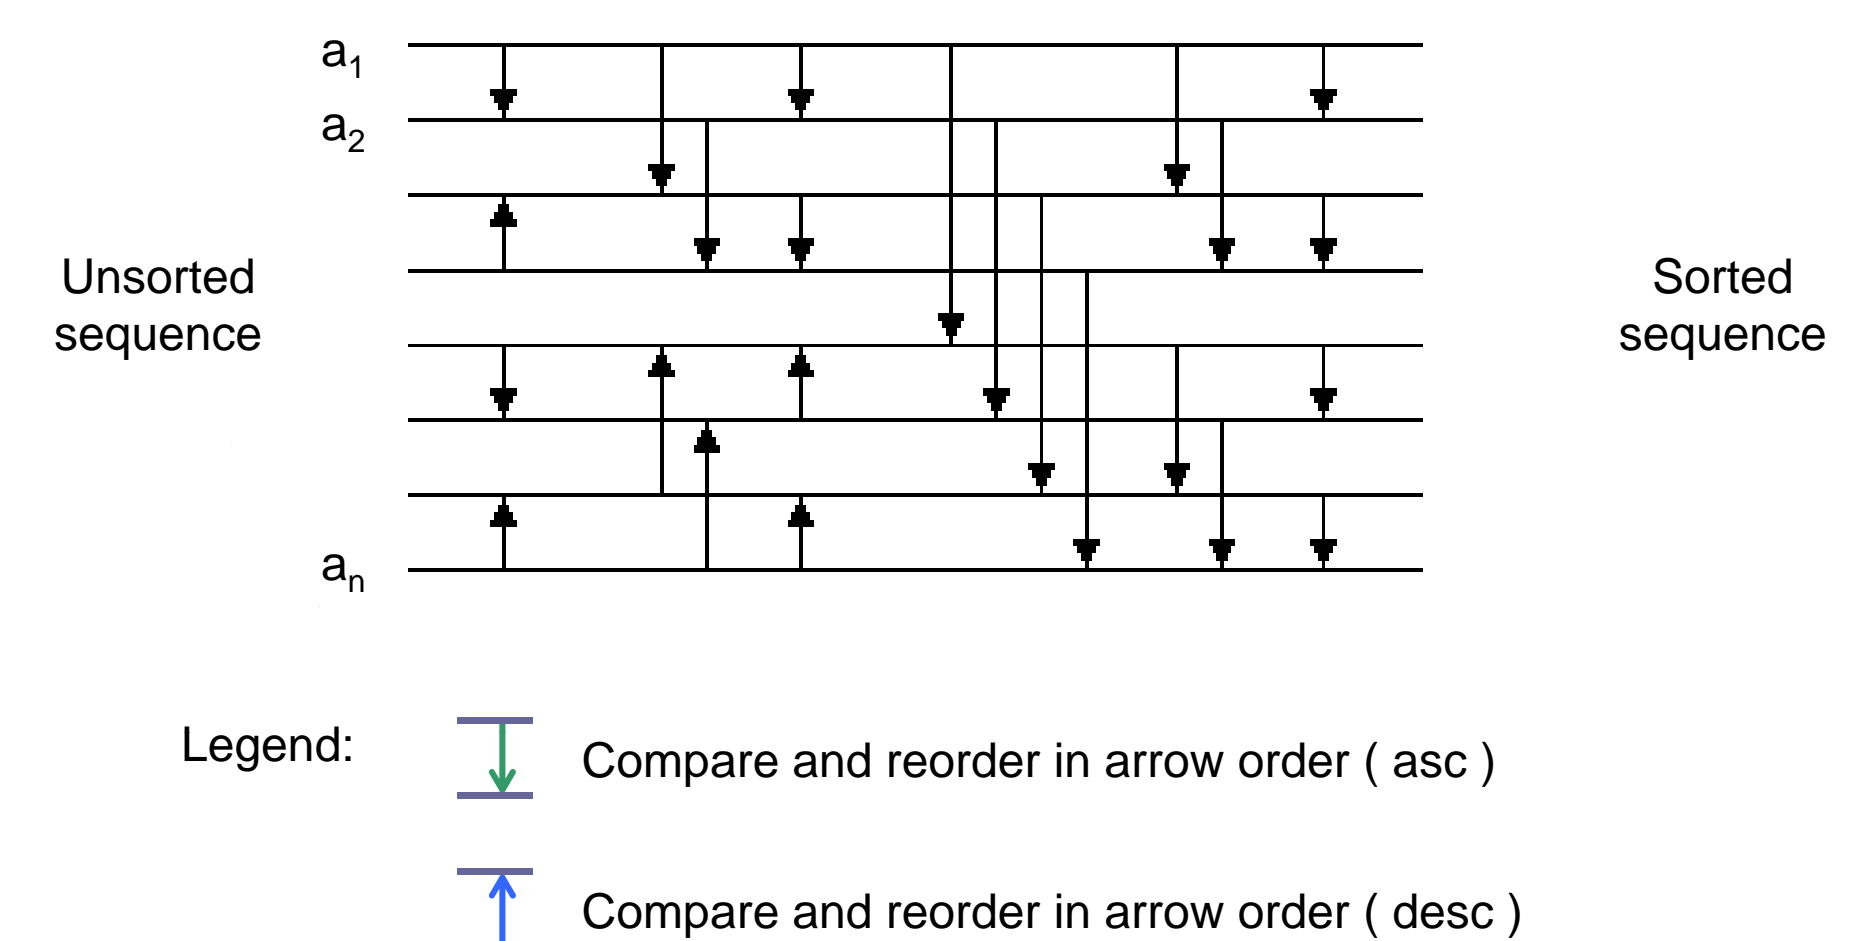 a1
a2
Unsorted
sequence
Sorted
sequence
an
Legend:
Compare and reorder in arrow order ( asc )
Compare and reorder in arrow order ( desc )